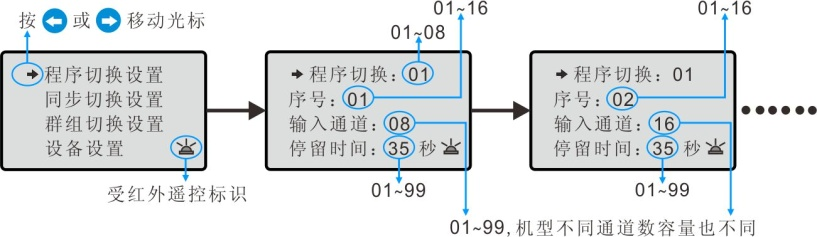 按 或 移动光标
01~16
01~16
01~08
程序切换设置
同步切换设置
群组切换设置
设备设置
受红外遥控标识
程序切换：01
序号：01
输入通道：08
停留时间：35 秒
01~99
程序切换：01
序号：02
输入通道：16
停留时间：35 秒
01~99
01~99,机型不同通道数容量也不同